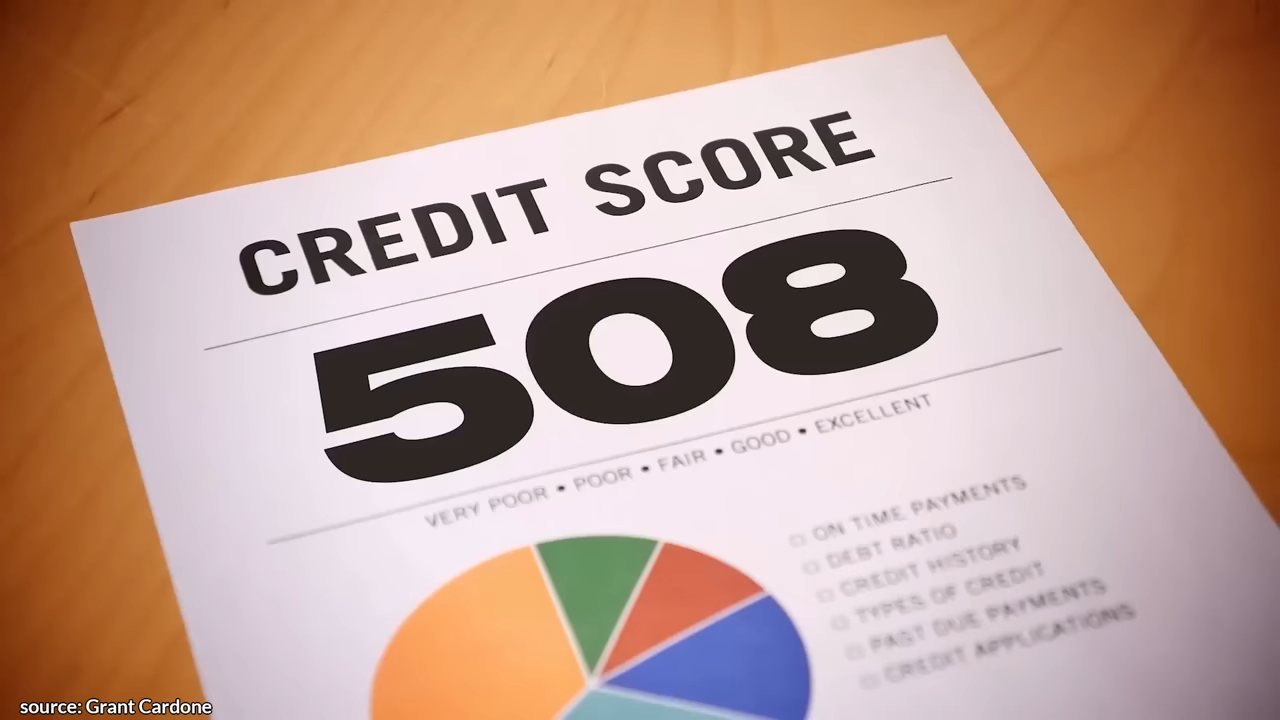 CREDIT SCORE
508
VERY POOR • POOR • FAIR • GOOD • EXCELLENT
ON TIME PAYMENTS
DEBT RATIO
CREDIT HISTORY
TYPES OF CREDIT
PAST DUE PAYMENTS
CREDIT APPLICATIONS
source: Grant Cardone